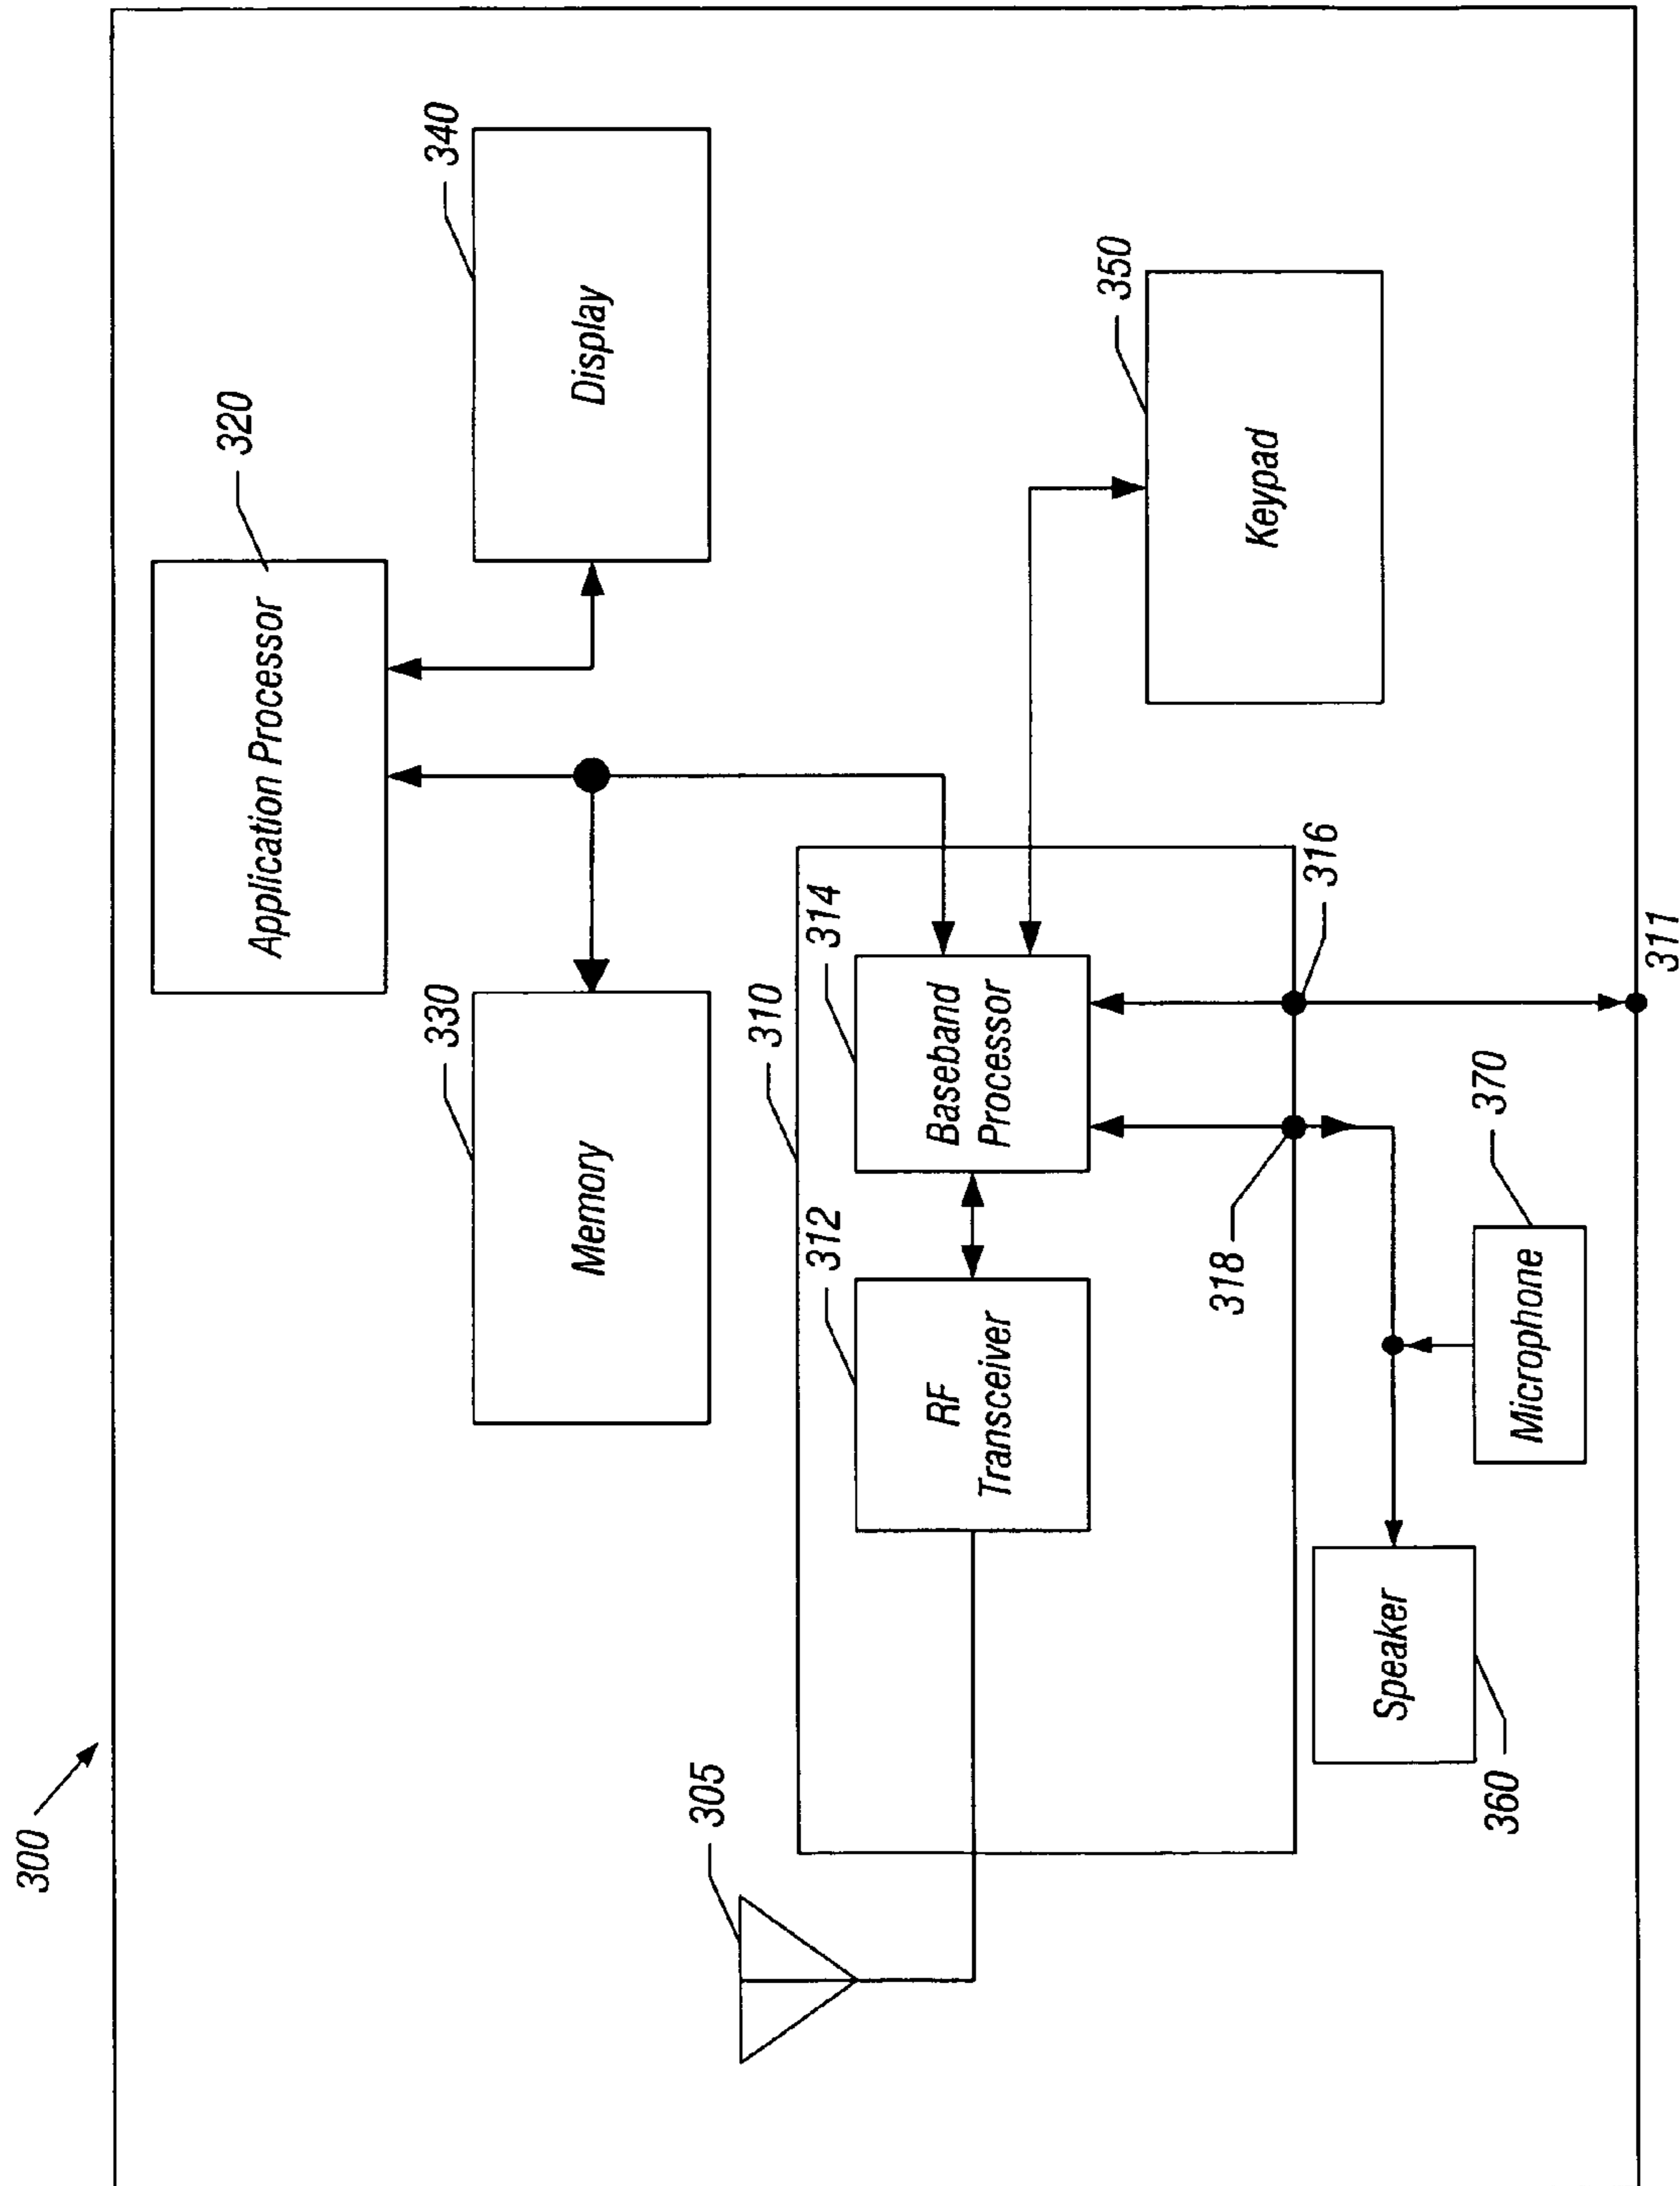 300
320
Application Processor
330
340
Memory
Display
305
310
312
314
RF
Transceiver
Baseband
Processor
350
Keypad
318
316
Speaker
360
370
Microphone
311